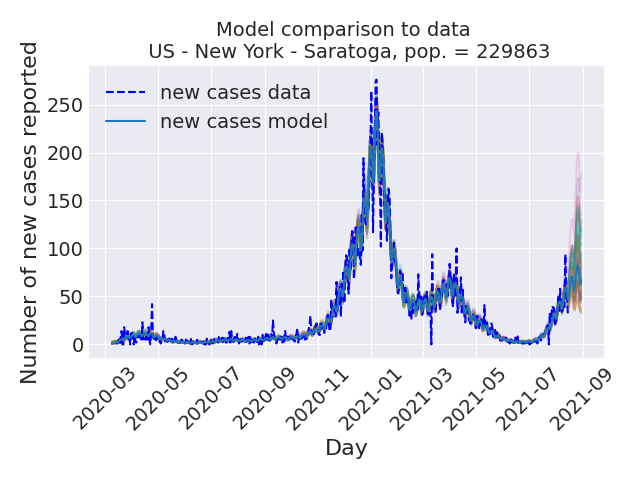 Model comparison to data
US - New York - Saratoga, pop. = 229863
Number of new cases reported
250
200
150
100
50
0
new cases data
new cases model
2020-03
2020-05
2020-07
2020-09
2020-11
2021-01
2021-03
2021-05
2021-07
2021-09
Day